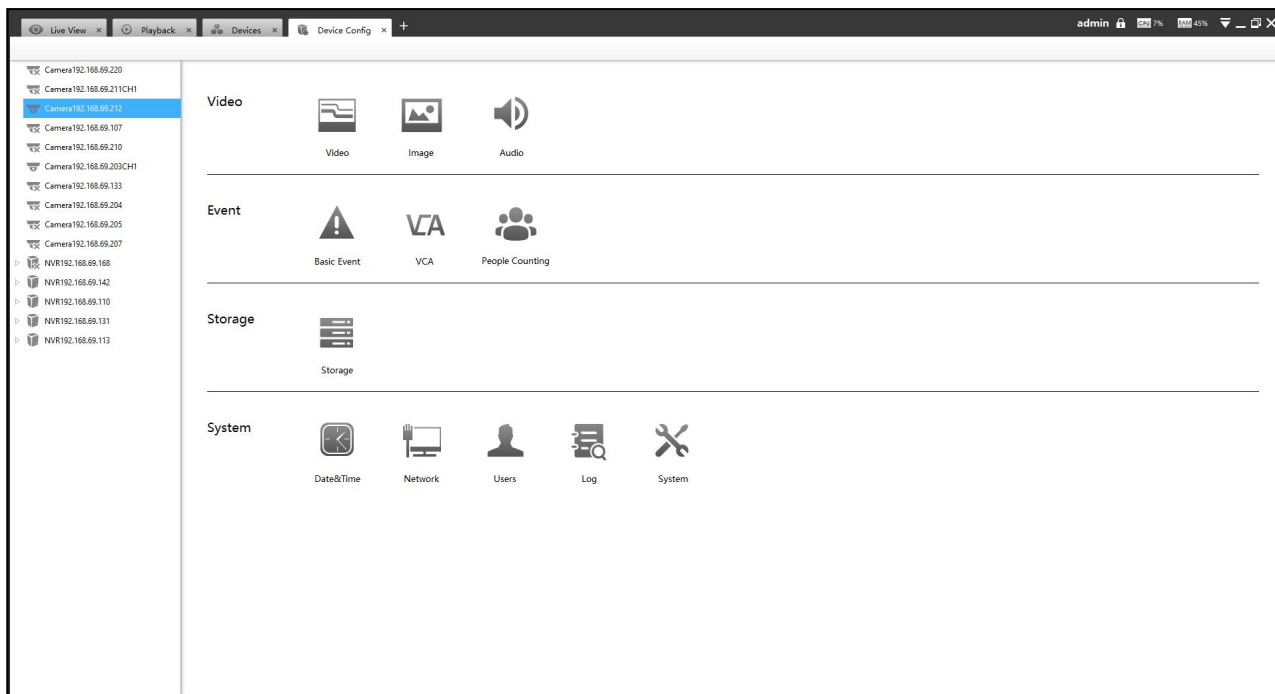 Live View × Playback × Devices × Device Config × + admin CPU 7% RAM 45%
Camera192.168.69.220
Camera192.168.69.211CH1
Camera192.168.69.212
Camera192.168.69.107
Camera192.168.69.210
Camera192.168.69.203CH1
Camera192.168.69.133
Camera192.168.69.204
Camera192.168.69.205
Camera192.168.69.207
NVR192.168.69.168
NVR192.168.69.142
NVR192.168.69.110
NVR192.168.69.131
NVR192.168.69.113
Video
Video Image Audio
Event
VCA
Basic Event VCA People Counting
Storage
Storage
System
Date&Time Network Users Log System